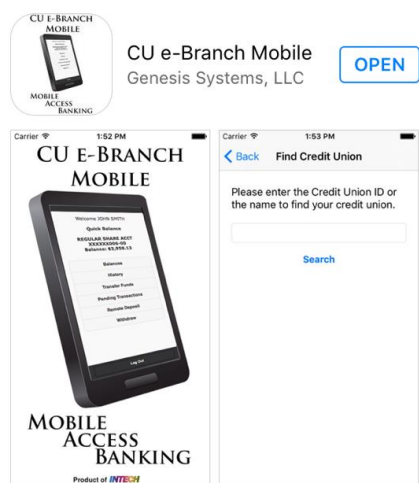 CU E-BRANCH
MOBILE
MOBILE
ACCESS
BANKING
CU e-Branch Mobile
Genesis Systems, LLC
OPEN
Carrier 1:52 PM
CU E-BRANCH
MOBILE
Welcome JOHN SMITH
Quick Balance
REGULAR SHARE ACCT
Balances
History
Transfer Funds
Pending Transactions
Remote Deposit
Withdraw
Log Out
MOBILE
ACCESS
BANKING
Product of INTECH
Carrier 1:53 PM
Back Find Credit Union
Please enter the Credit Union ID or
the name to find your credit union.
Search